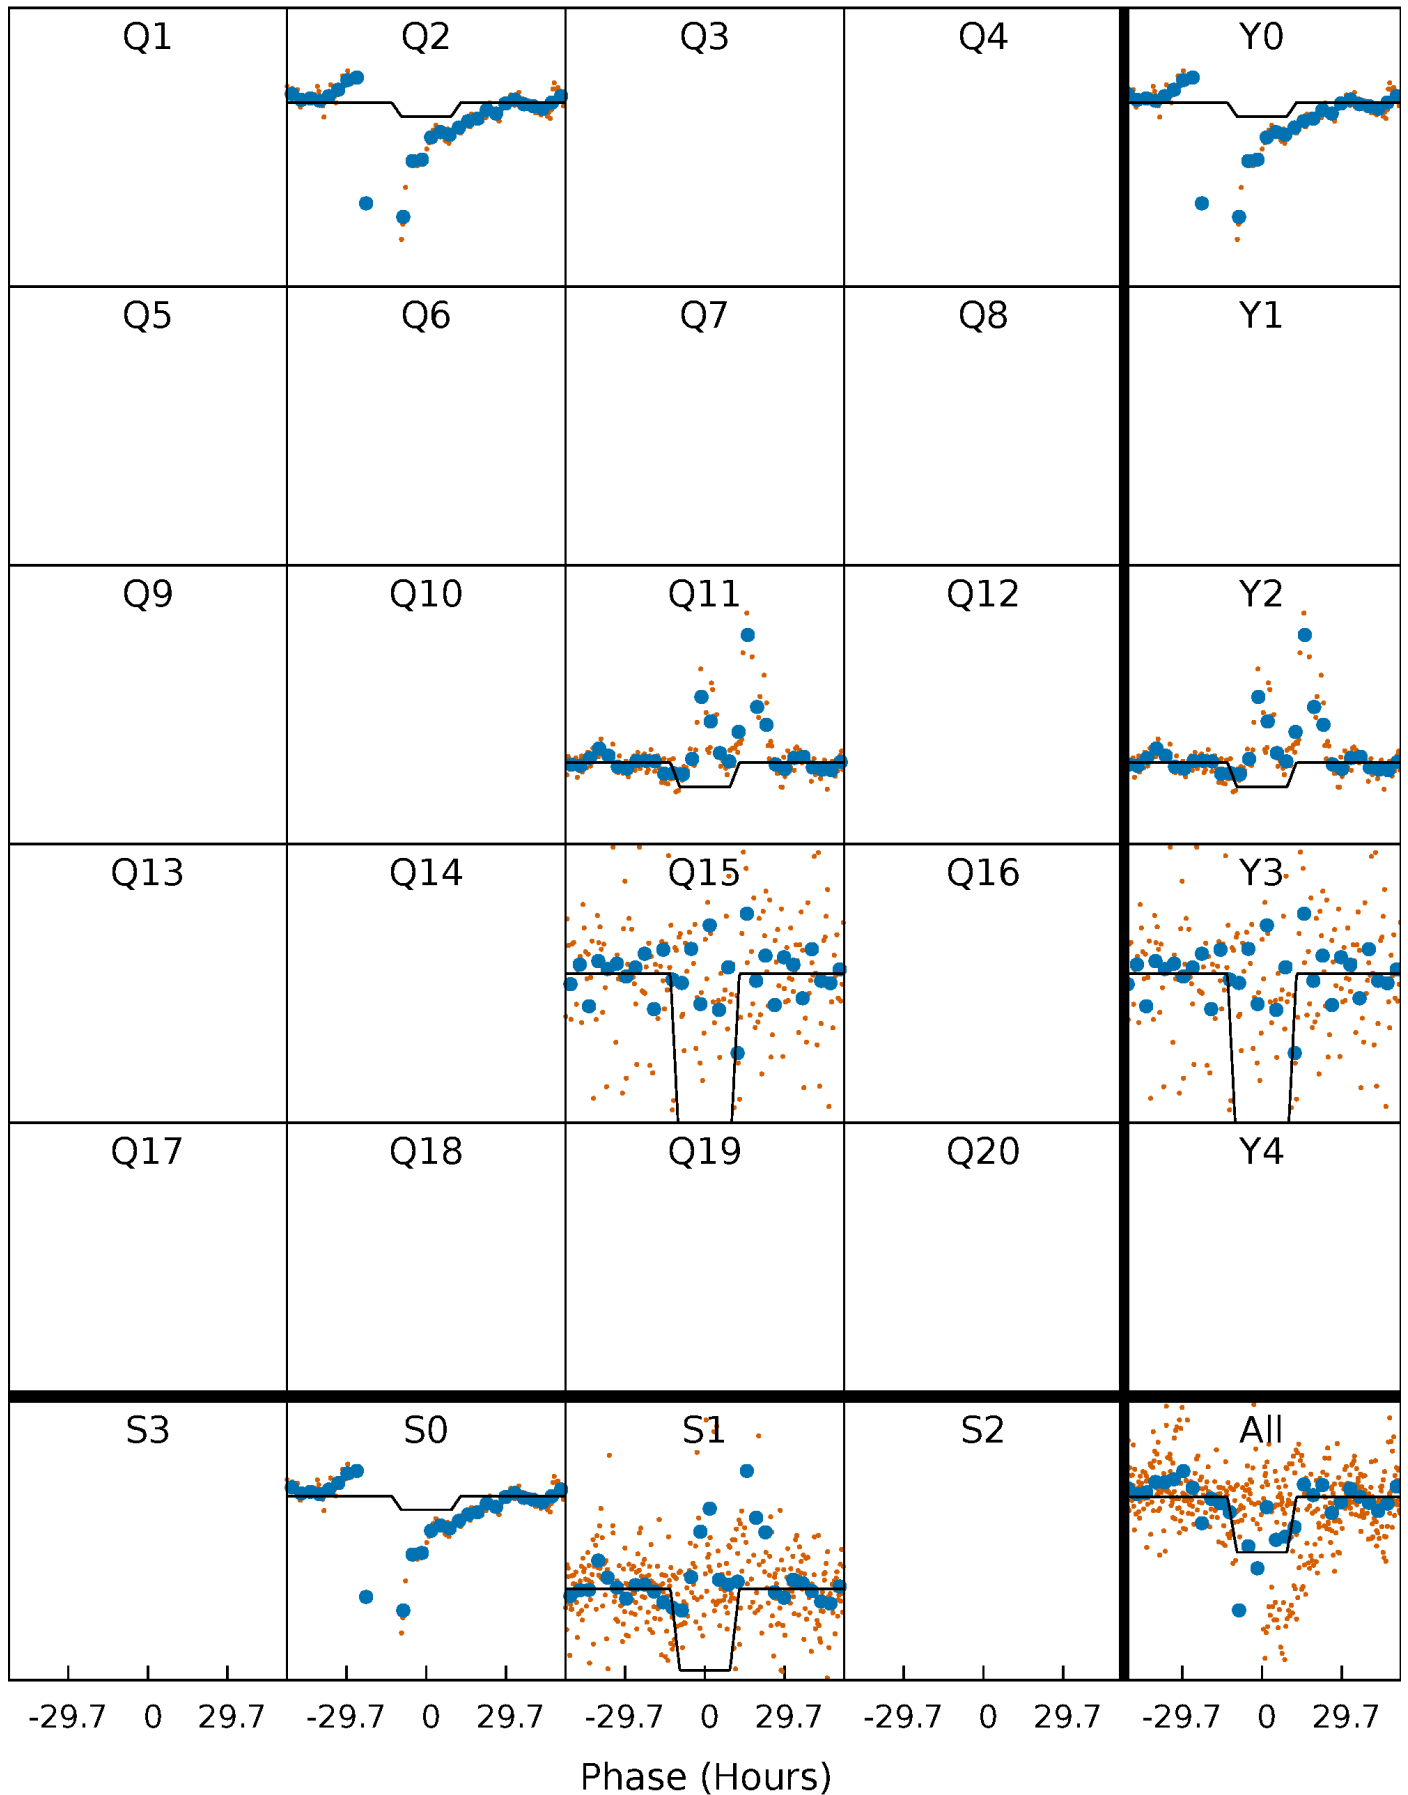 Q1 Q2 Q3 Q4 Y0
Q5 Q6 Q7 Q8 Y1
Q9 Q10 Q11 Q12 Y2
Q13 Q14 Q15 Q16 Y3
Q17 Q18 Q19 Q20 Y4
S3 S0 S1 S2 All
-29.7 0 29.7 -29.7 0 29.7 -29.7 0 29.7 -29.7 0 29.7 -29.7 0 29.7
Phase (Hours)